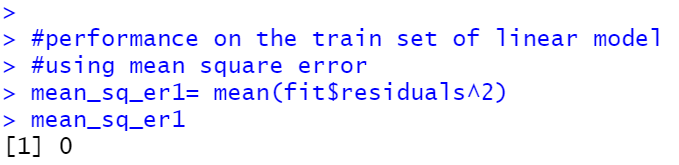 >
> #performance on the train set of linear model
> #using mean square error
> mean_sq_er1= mean(fit$residuals^2)
> mean_sq_er1
[1] 0